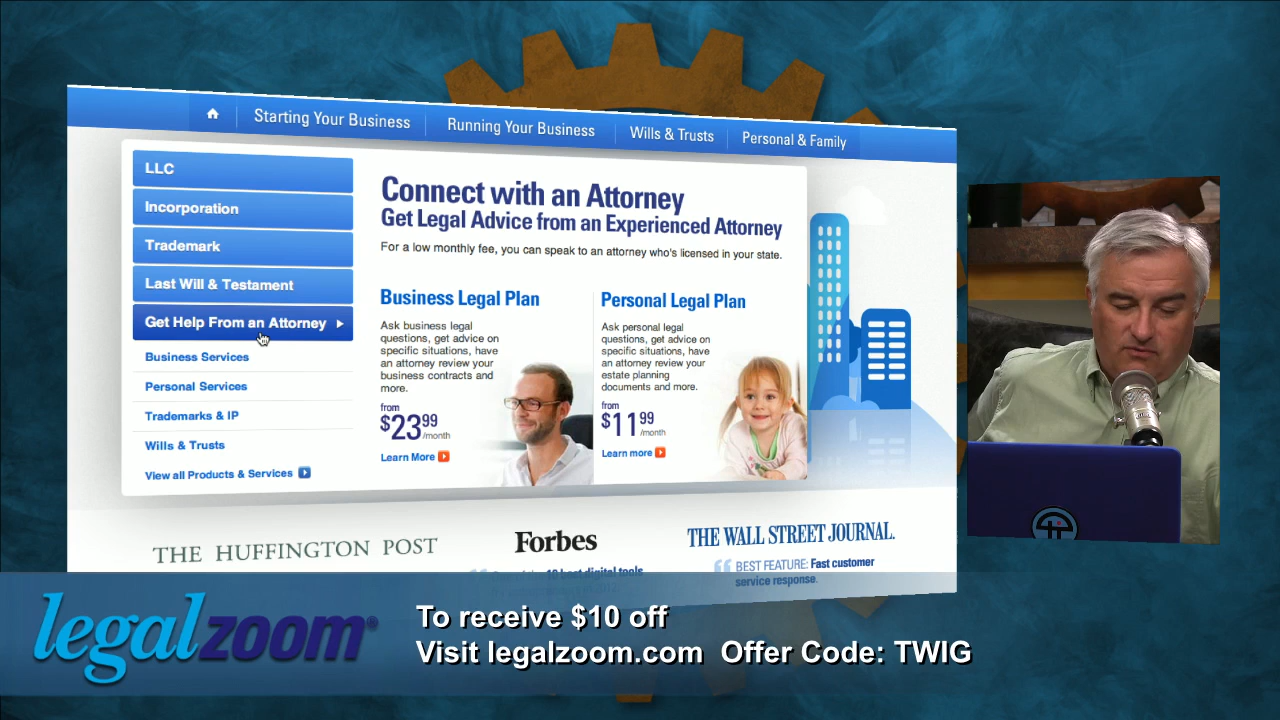 Starting Your Business
Running Your Business
Wills & Trusts
Personal & Family
LLC
Incorporation
Trademark
Last Will & Testament
Get Help From an Attorney
Business Services
Personal Services
Trademarks & IP
Wills & Trusts
View all Products & Services
Connect with an Attorney
Get Legal Advice from an Experienced Attorney
For a low monthly fee, you can speak to an attorney who's licensed in your state.
Business Legal Plan
Ask business legal
questions, get advice on
specific situations, have
an attorney review your
business contracts and
more.
from
$23.99
/month
Learn More
Personal Legal Plan
Ask personal legal
questions, get advice on
specific situations, have
an attorney review your
estate planning
documents and more.
from
$11.99
/month
Learn more
THE HUFFINGTON POST
Forbes
10 best digital tools
THE WALL STREET JOURNAL.
BEST FEATURE: Fast customer
service response.
legalzoom®
To receive $10 off
Visit legalzoom.com Offer Code: TWIG